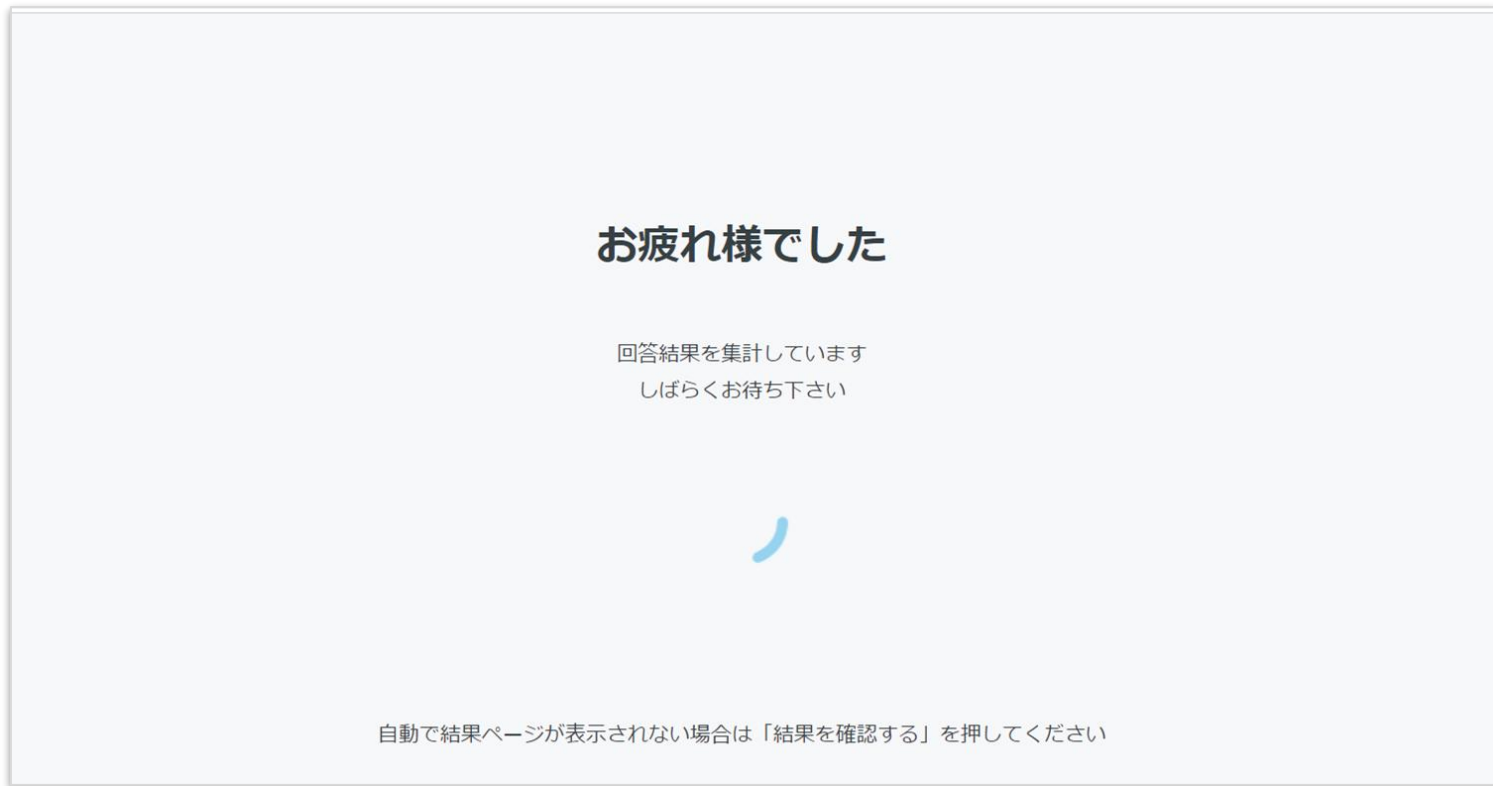 お疲れ様でした
回答結果を集計しています
しばらくお待ち下さい
自動で結果ページが表示されない場合は「結果を確認する」を押してください